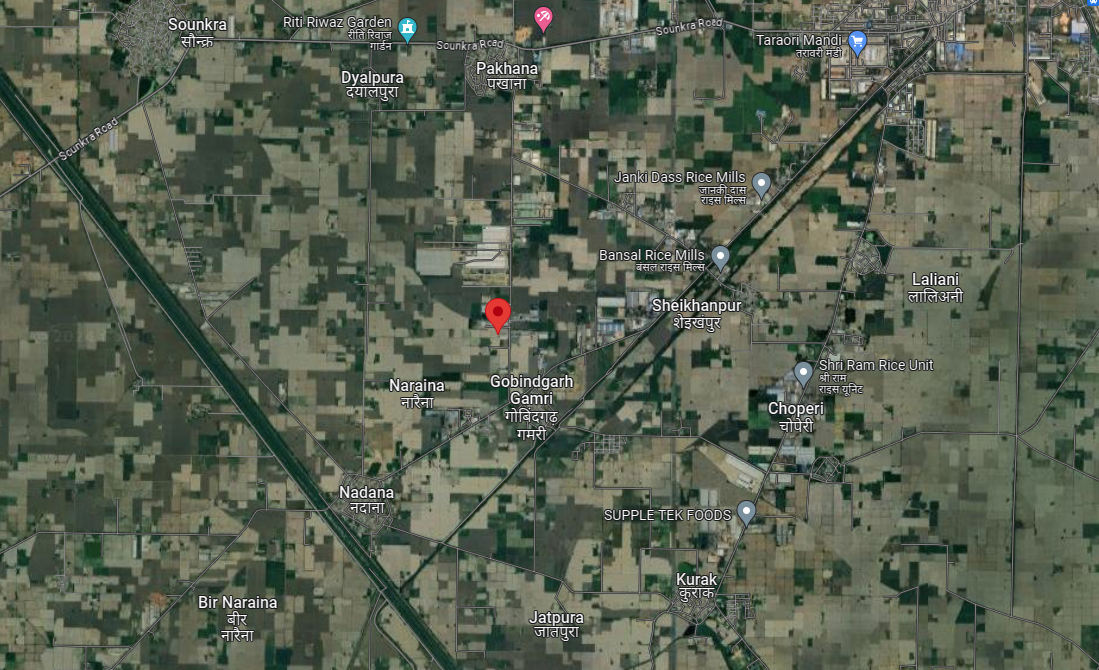 Sounkra
सौन्क्र
Riti Riwaz Garden
रीति रिवाज़
गार्डन
Sounkra Road
Sounkra Road
Taraori Mandi
तरावरी मंडी
Dyalpura
दयालपुरा
Pakhana
पखाना
Sounkra Road
Janki Dass Rice Mills
जानकी दास
राइस मिल्स
Bansal Rice Mills
बंसल राइस मिल्स
Laliani
लालिअनी
Sheikhanpur
शेइखंपुर
Shri Ram Rice Unit
श्री राम
राइस यूनिट
Naraina
नारैना
Gobindgarh
Gamri
गोबिंदगढ़
गमरी
Choperi
चोपेरी
Nadana
नदाना
SUPPLE TEK FOODS
Kurak
कुराक
Bir Naraina
बीर
नारैना
Jatpura
जातपुरा